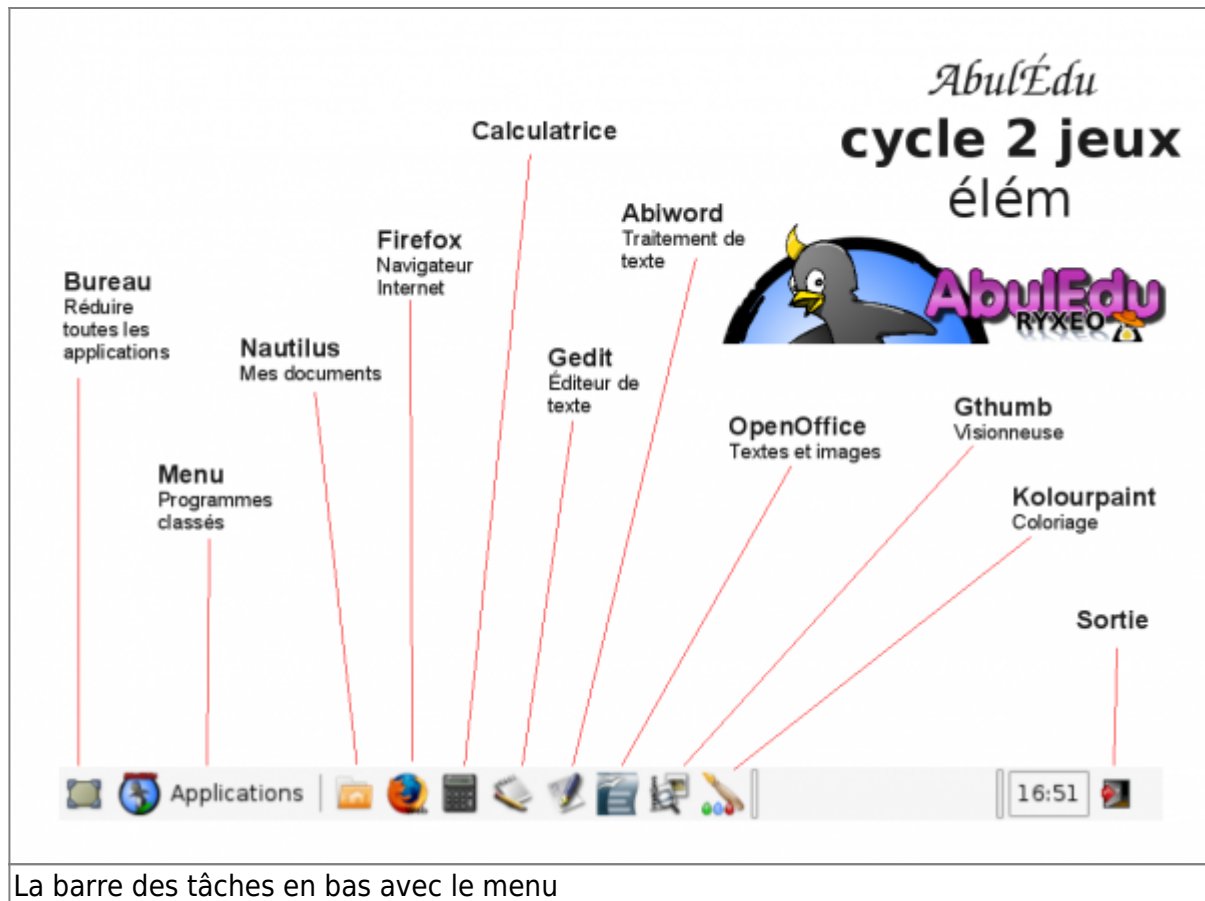 AbulÉdu
cycle 2 jeux
élém
AbulEdu
RYXEO
Calculatrice
Abiword
Traitement de
texte
Firefox
Navigateur
Internet
Bureau
Réduire
toutes les
applications
Nautilus
Mes documents
Gedit
Éditeur de
texte
OpenOffice
Textes et images
Gthumb
Visionneuse
Menu
Programmes
classés
Kolourpaint
Coloriage
Sortie
Applications
16:51
La barre des tâches en bas avec le menu